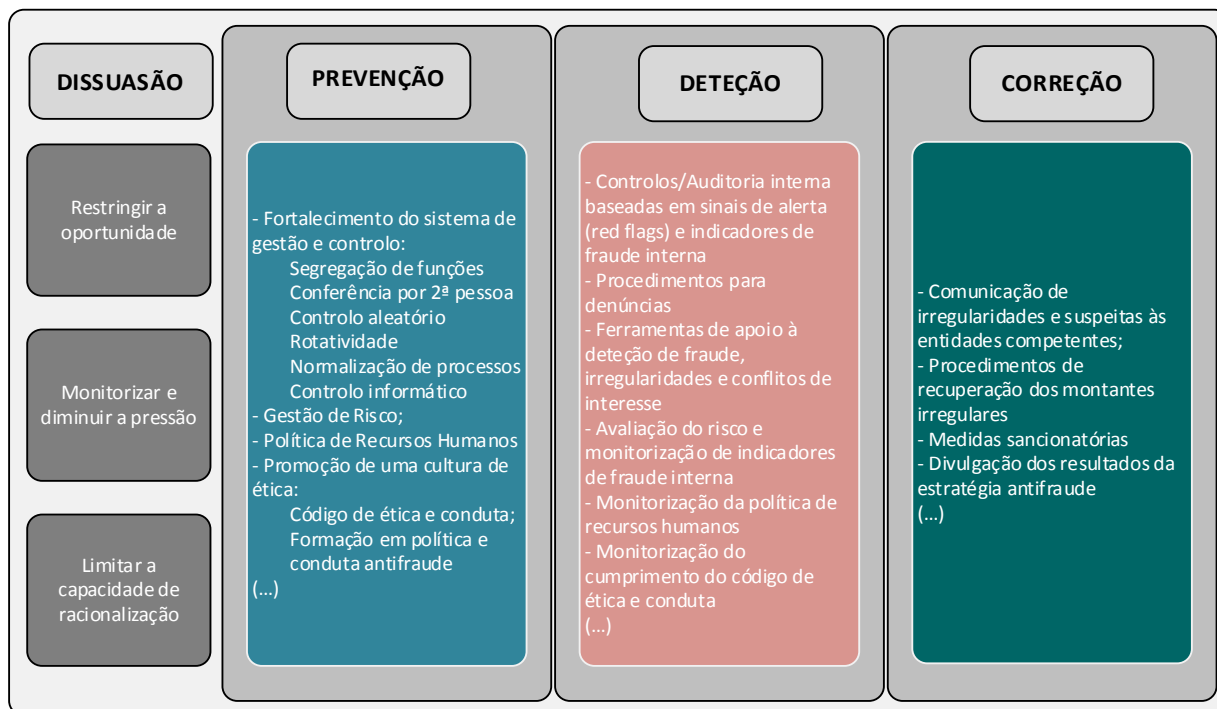 DISSUASÃO
Restringir a
oportunidade
Monitorizar e
diminuir a pressão
Limitar a
capacidade de
racionalização
PREVENÇÃO
- Fortalecimento do sistema de
gestão e controlo:
Segregação de funções
Conferência por 2ª pessoa
Controlo aleatório
Rotatividade
Normalização de processos
Controlo informático
- Gestão de Risco;
- Política de Recursos Humanos
- Promoção de uma cultura de
ética:
Código de ética e conduta;
Formação em política e
conduta antifraude
(...)
DETEÇÃO
- Controlos/Auditoria interna
baseadas em sinais de alerta
(red flags) e indicadores de
fraude interna
- Procedimentos para
denúncias
- Ferramentas de apoio à
deteção de fraude,
irregularidades e conflitos de
interesse
- Avaliação do risco e
monitorização de indicadores
de fraude interna
- Monitorização da política de
recursos humanos
- Monitorização do
cumprimento do código de
ética e conduta
(...)
CORREÇÃO
- Comunicação de
irregularidades e suspeitas às
entidades competentes;
- Procedimentos de
recuperação dos montantes
irregulares
- Medidas sancionatórias
- Divulgação dos resultados da
estratégia antifraude
(...)